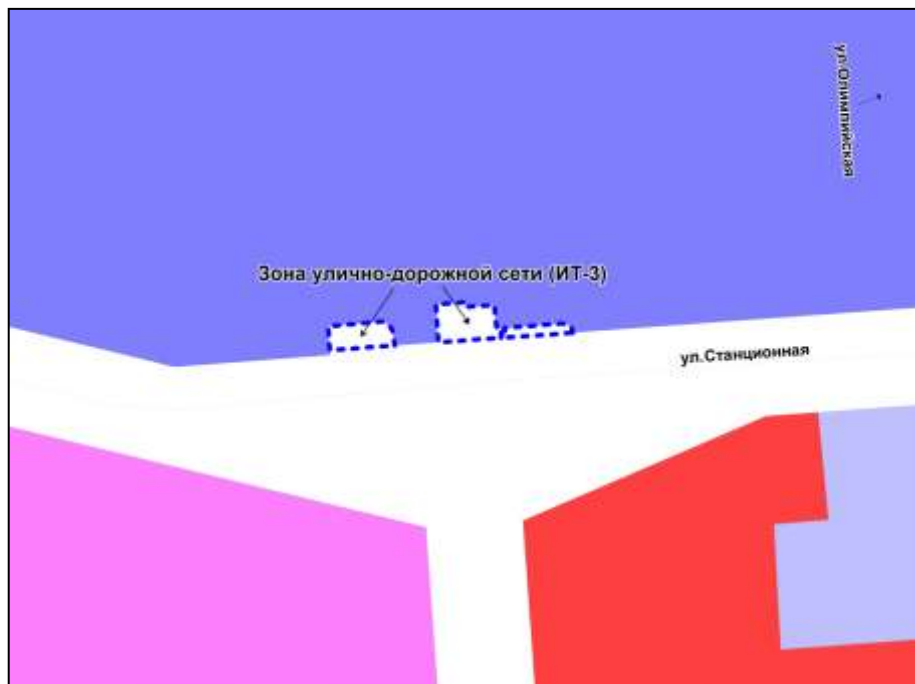 ул.Олимпийская
Зона улично-дорожной сети (ИТ-3)
ул.Станционная